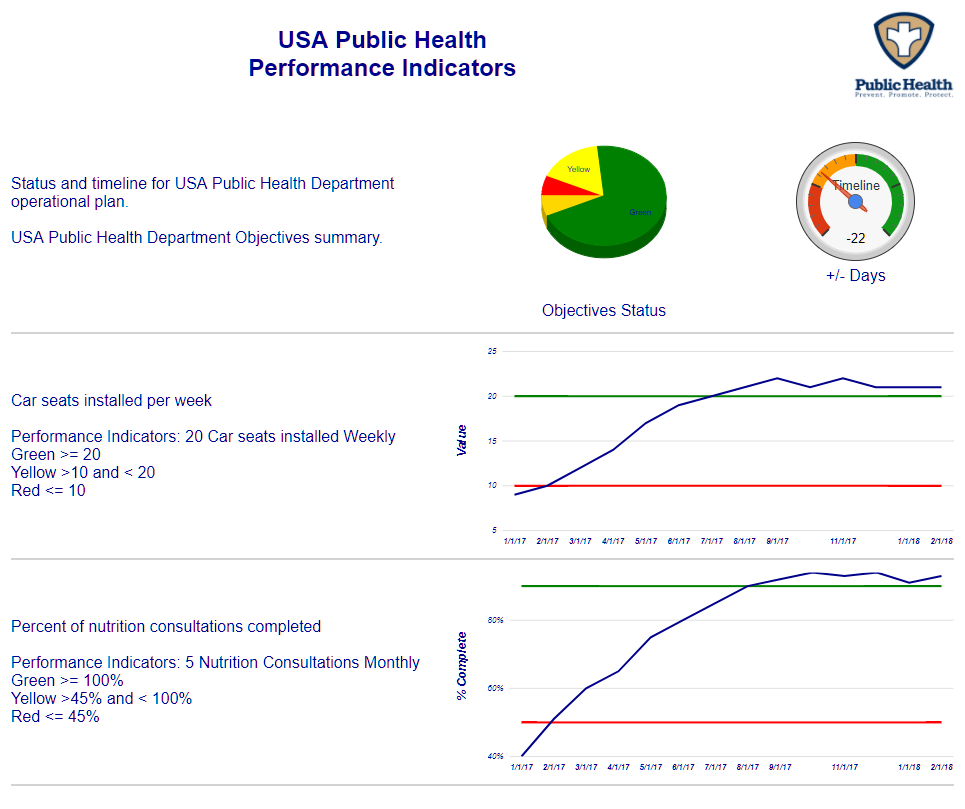 USA Public Health
Performance Indicators
Public Health
Prevent. Promote. Protect.
Status and timeline for USA Public Health Department
operational plan.
USA Public Health Department Objectives summary.
Yellow
Green
Objectives Status
Timeline
-22
+/- Days
Car seats installed per week
Performance Indicators: 20 Car seats installed Weekly
Green >= 20
Yellow >10 and < 20
Red <= 10
Value
25
20
15
10
5
1/1/17 2/1/17 3/1/17 4/1/17 5/1/17 6/1/17 7/1/17 8/1/17 9/1/17 11/1/17 1/1/18 2/1/18
Percent of nutrition consultations completed
Performance Indicators: 5 Nutrition Consultations Monthly
Green >= 100%
Yellow >45% and < 100%
Red <= 45%
% Complete
80%
60%
40%
1/1/17 2/1/17 3/1/17 4/1/17 5/1/17 6/1/17 7/1/17 8/1/17 9/1/17 11/1/17 1/1/18 2/1/18